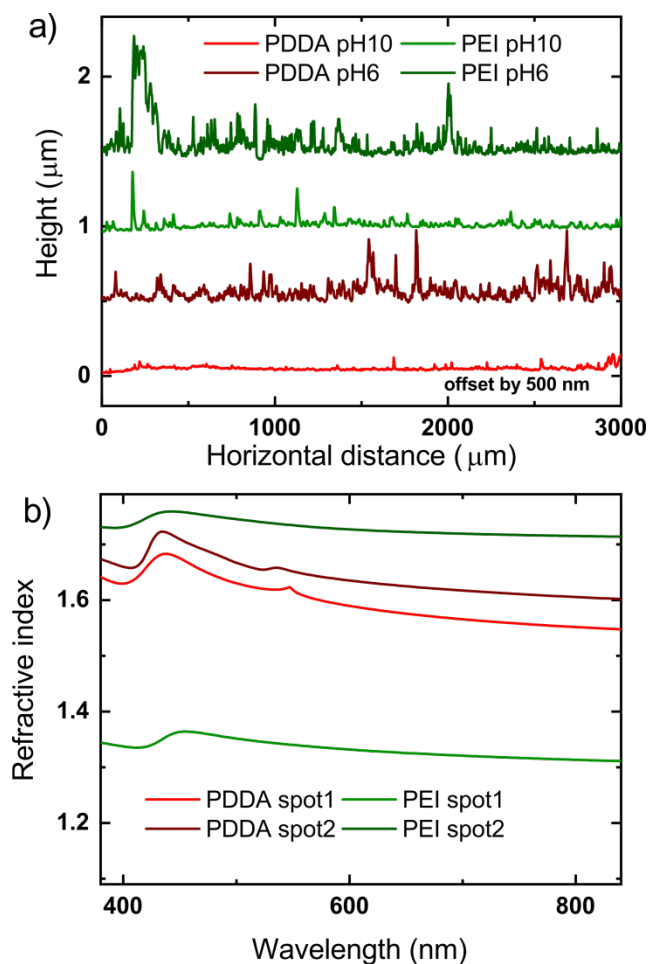 a)
PDDA pH10 PEI pH10
PDDA pH6 PEI pH6
2
1
0
Height (μm)
offset by 500 nm
0 1000 2000 3000
Horizontal distance (μm)
b)
1.6
1.4
1.2
Refractive index
PDDA spot1 PEI spot1
PDDA spot2 PEI spot2
400 600 800
Wavelength (nm)